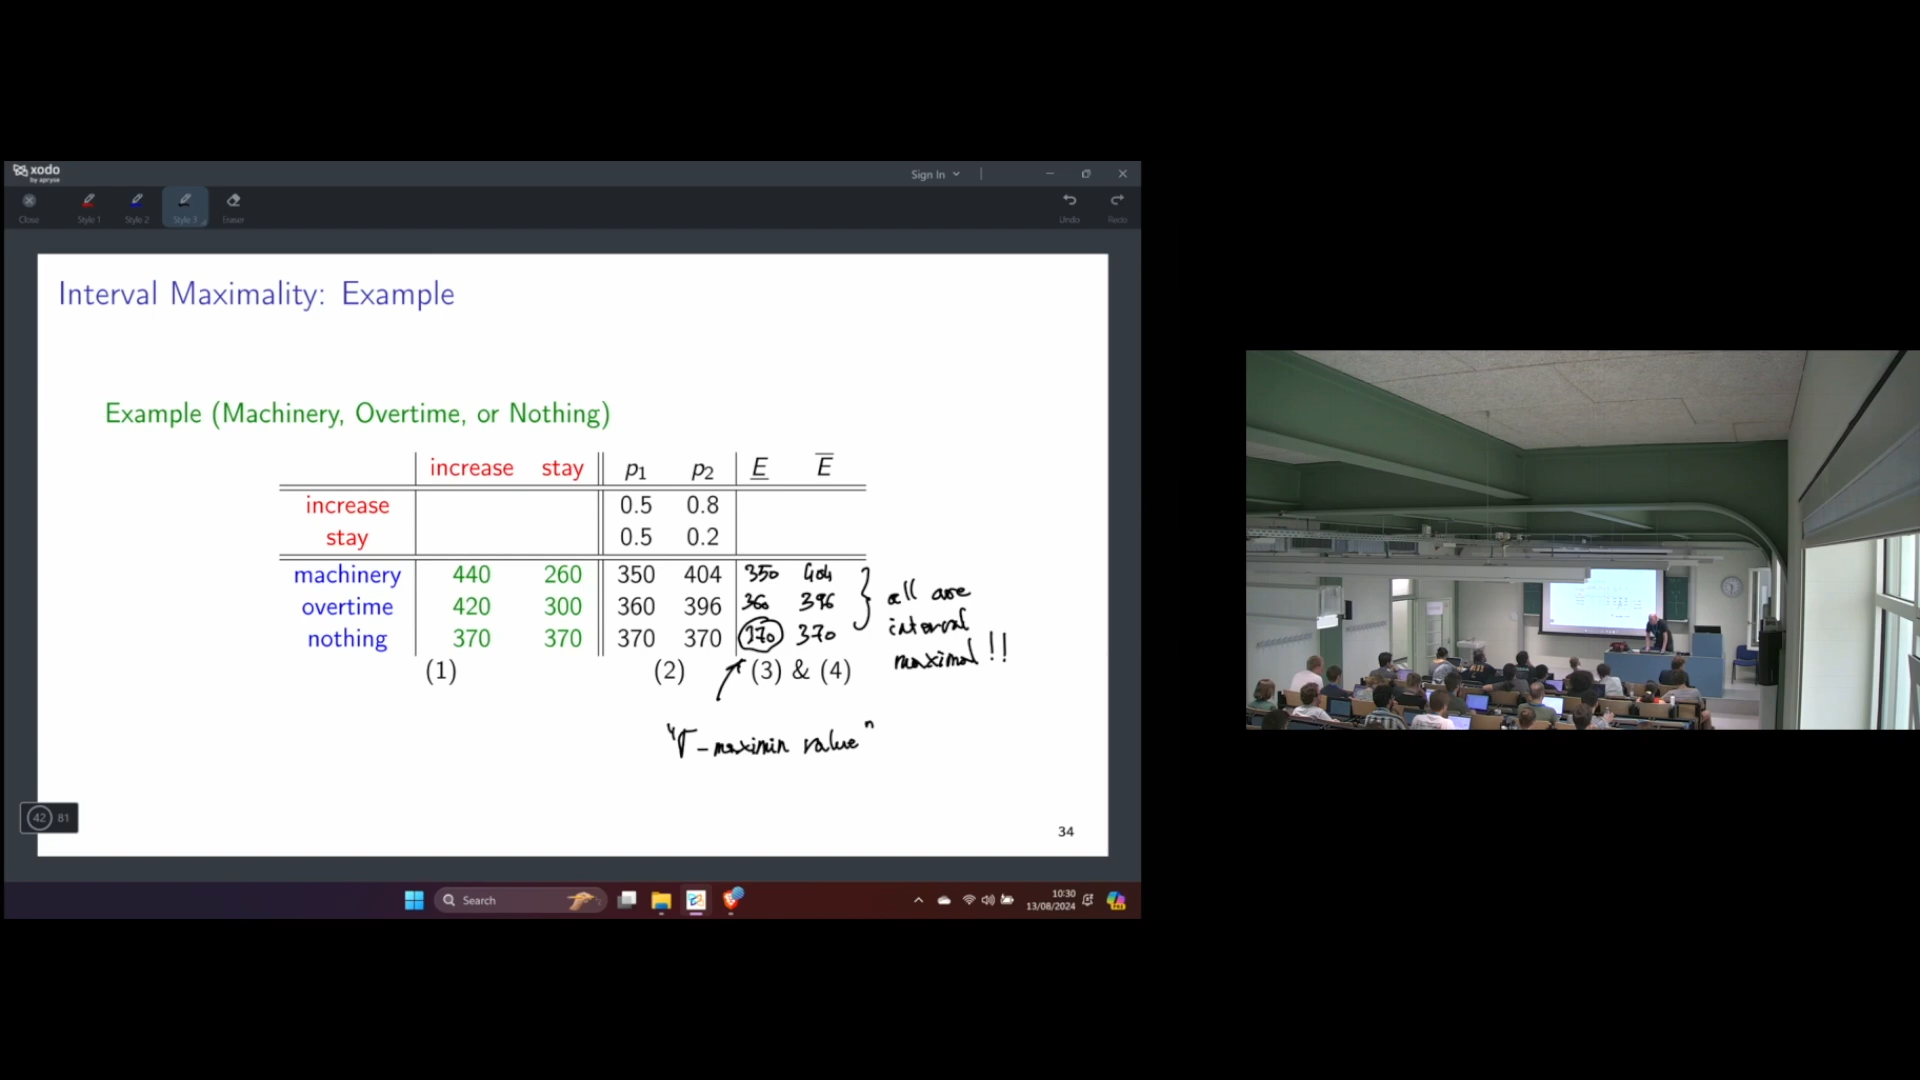 xodo
by apryse
Sign In
Close Style 1 Style 2 Style 3 Eraser Undo Redo
Interval Maximality: Example
Example (Machinery, Overtime, or Nothing)
increase stay p1 p2 E E
increase 0.5 0.8
stay 0.5 0.2
machinery 440 260 350 404 350 404
overtime 420 300 360 396 360 396
nothing 370 370 370 370 370 370
(1) (2) (3) & (4)
all are
interval
maximal !!
"Γ-maximin value"
42 81
34
Search
10:30
13/08/2024